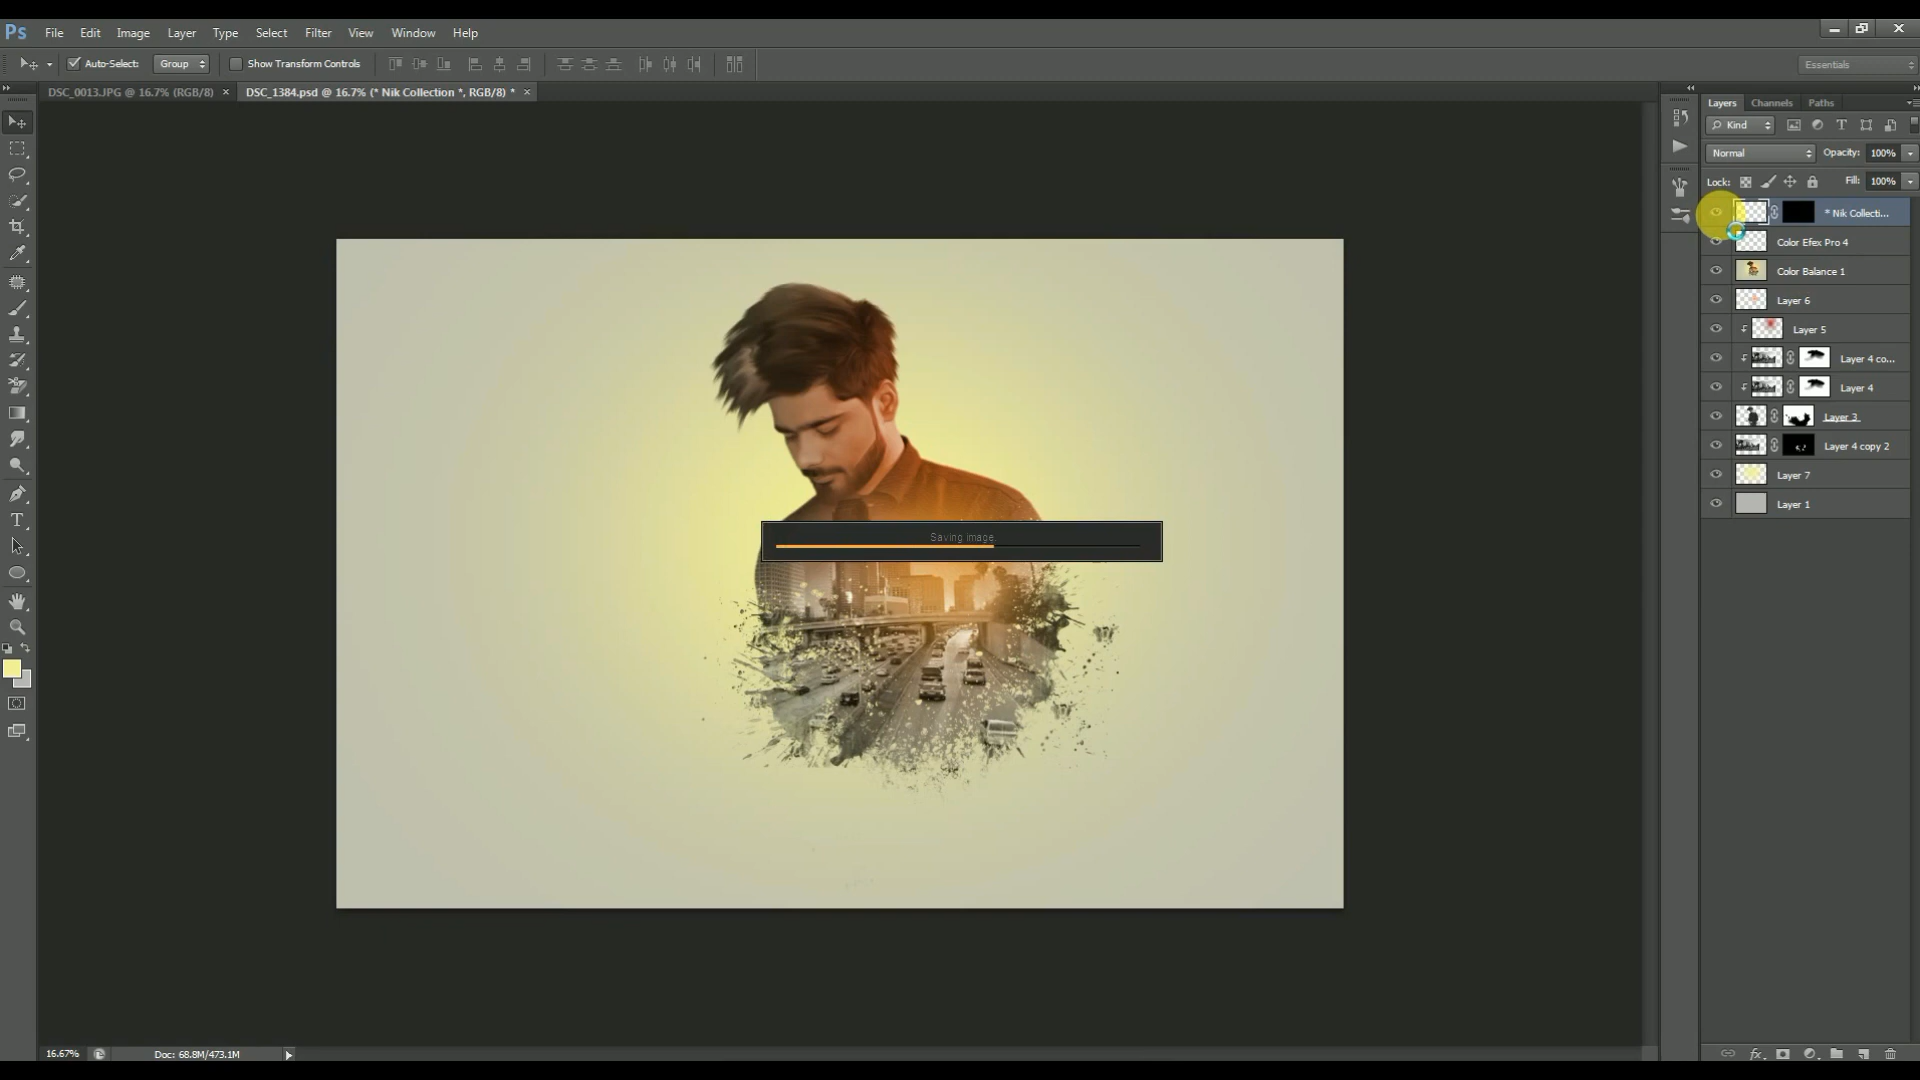 Ps File Edit Image Layer Type Select Filter View Window Help
Auto-Select: Group Show Transform Controls Essentials
DSC_0013.JPG @ 16.7% (RGB/8) × DSC_1384.psd @ 16.7% (* Nik Collection *, RGB/8) * ×
Layers Channels Paths
Kind
Normal Opacity: 100%
Lock: Fill: 100%
* Nik Collecti...
Color Efex Pro 4
Color Balance 1
Layer 6
Layer 5
Layer 4 co...
Layer 4
Layer 3
Layer 4 copy 2
Layer 7
Layer 1
Saving image.
16.67% Doc: 68.8M/473.1M